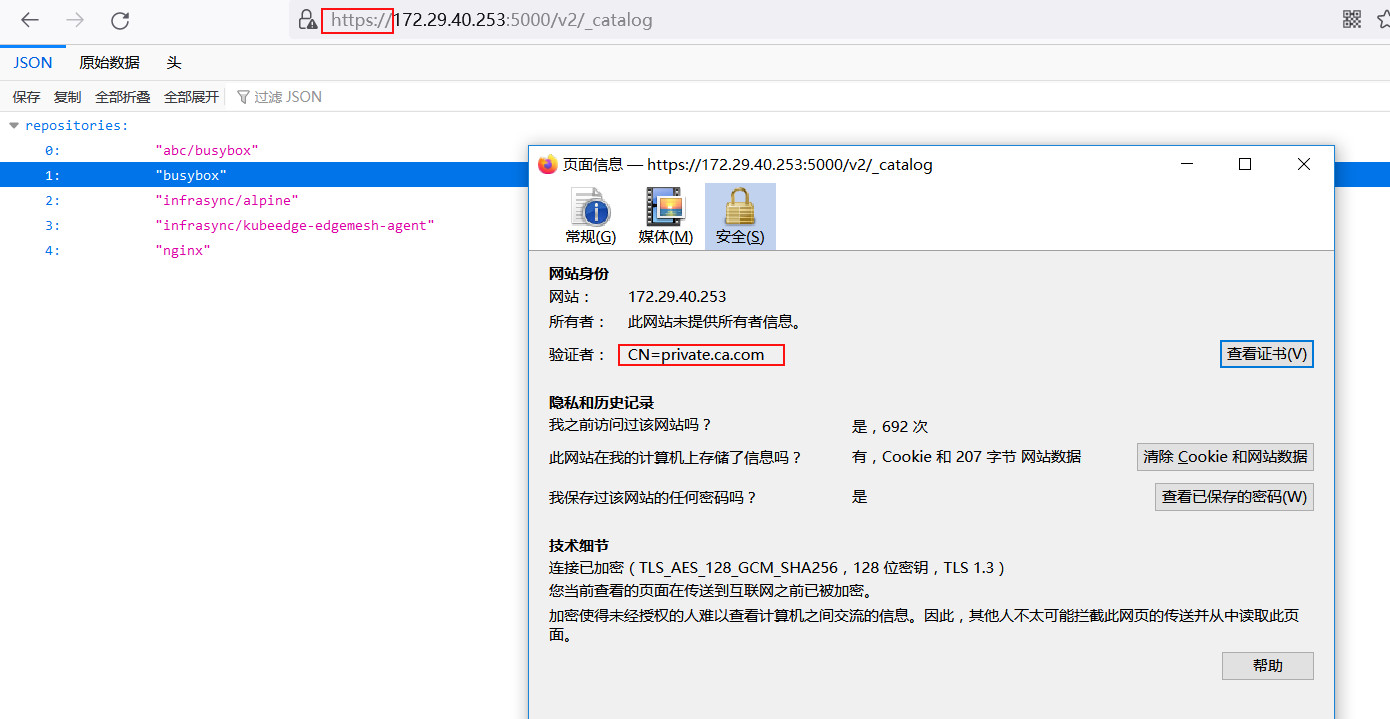 https://172.29.40.253:5000/v2/_catalog
JSON 原始数据 头
保存 复制 全部折叠 全部展开 过滤 JSON
repositories:
0: "abc/busybox"
1: "busybox"
2: "infrasync/alpine"
3: "infrasync/kubeedge-edgemesh-agent"
4: "nginx"
页面信息 — https://172.29.40.253:5000/v2/_catalog
常规(G) 媒体(M) 安全(S)
网站身份
网站： 172.29.40.253
所有者： 此网站未提供所有者信息。
验证者： CN=private.ca.com 查看证书(V)
隐私和历史记录
我之前访问过该网站吗？ 是，692 次
此网站在我的计算机上存储了信息吗？ 有，Cookie 和 207 字节 网站数据 清除 Cookie 和网站数据
我保存过该网站的任何密码吗？ 是 查看已保存的密码(W)
技术细节
连接已加密（TLS_AES_128_GCM_SHA256，128 位密钥，TLS 1.3）
您当前查看的页面在传送到互联网之前已被加密。
加密使得未经授权的人难以查看计算机之间交流的信息。因此，其他人不太可能拦截此网页的传送并从中读取此页
面。
帮助